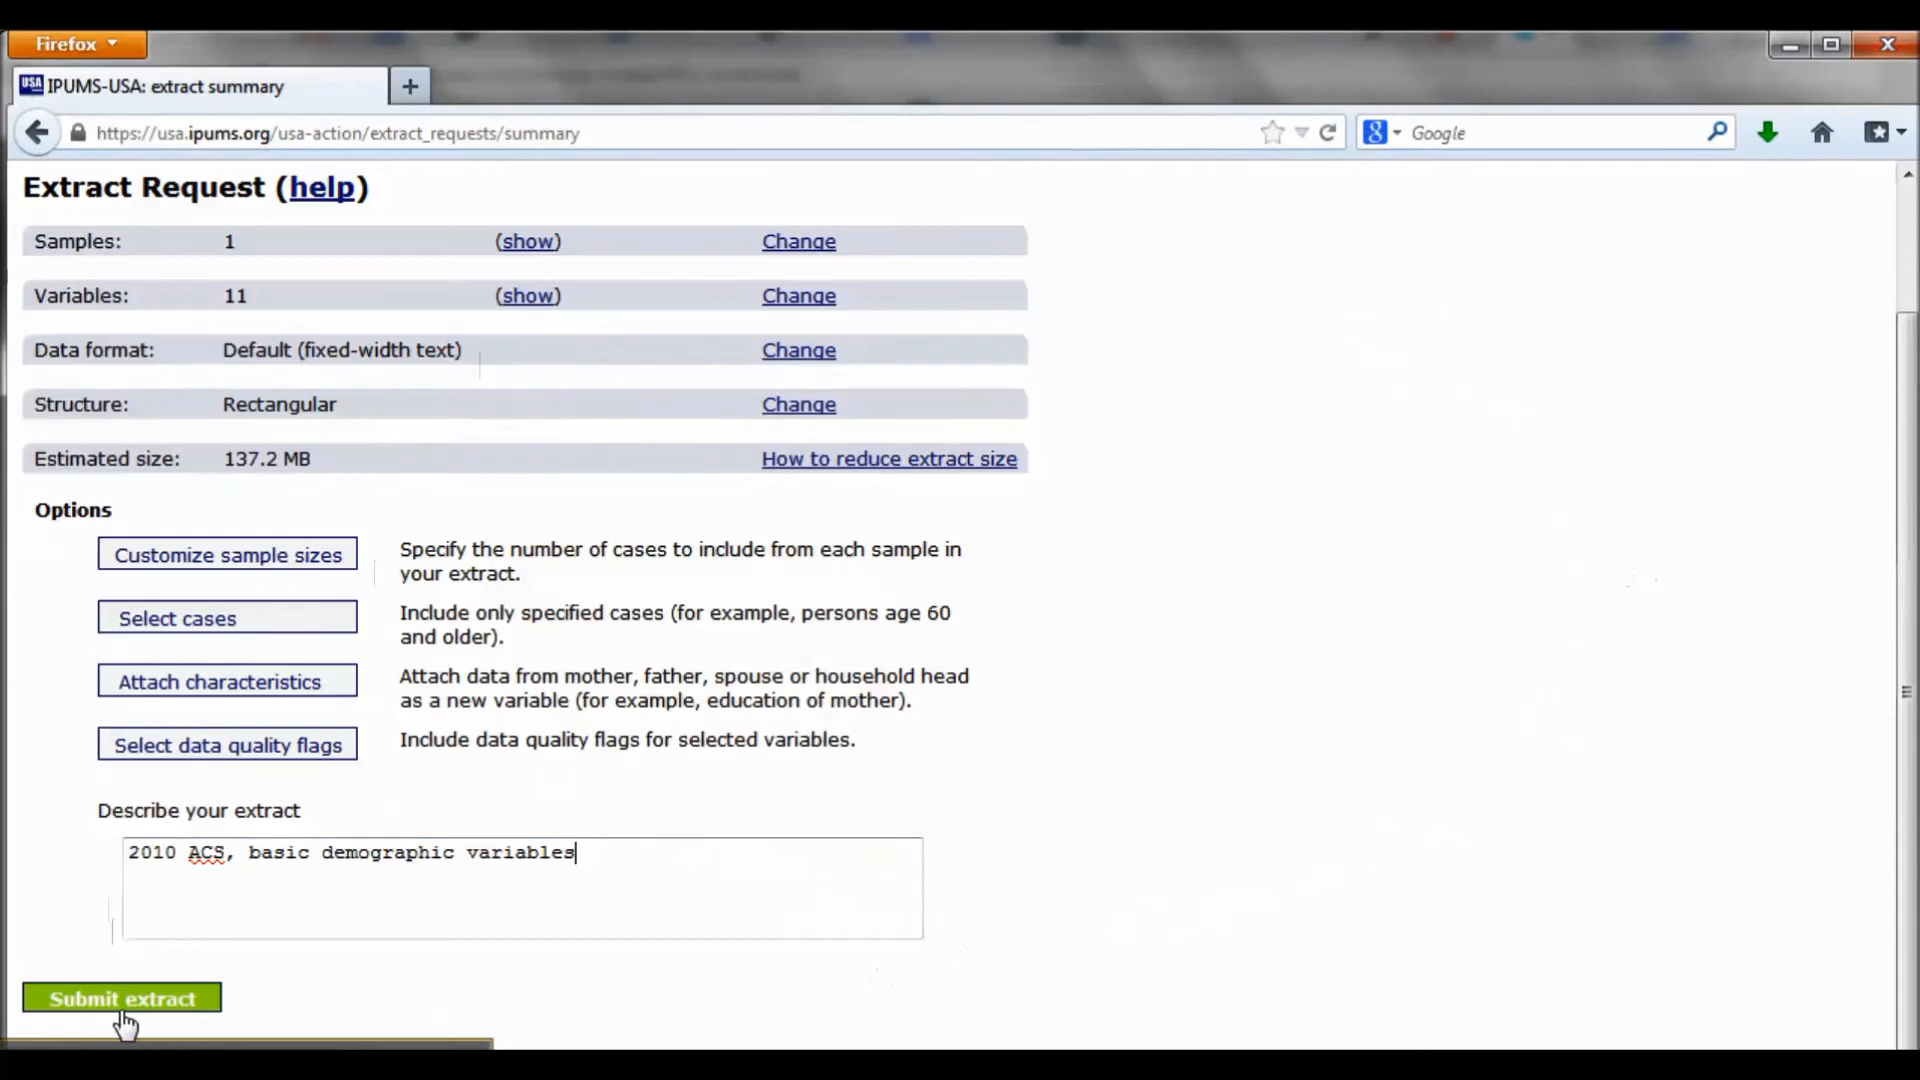 Firefox
USA IPUMS-USA: extract summary
https://usa.ipums.org/usa-action/extract_requests/summary
Google
Extract Request (help)
Samples: 1 (show) Change
Variables: 11 (show) Change
Data format: Default (fixed-width text) Change
Structure: Rectangular Change
Estimated size: 137.2 MB How to reduce extract size
Options
Customize sample sizes Specify the number of cases to include from each sample in
your extract.
Select cases Include only specified cases (for example, persons age 60
and older).
Attach characteristics Attach data from mother, father, spouse or household head
as a new variable (for example, education of mother).
Select data quality flags Include data quality flags for selected variables.
Describe your extract
2010 ACS, basic demographic variables
Submit extract